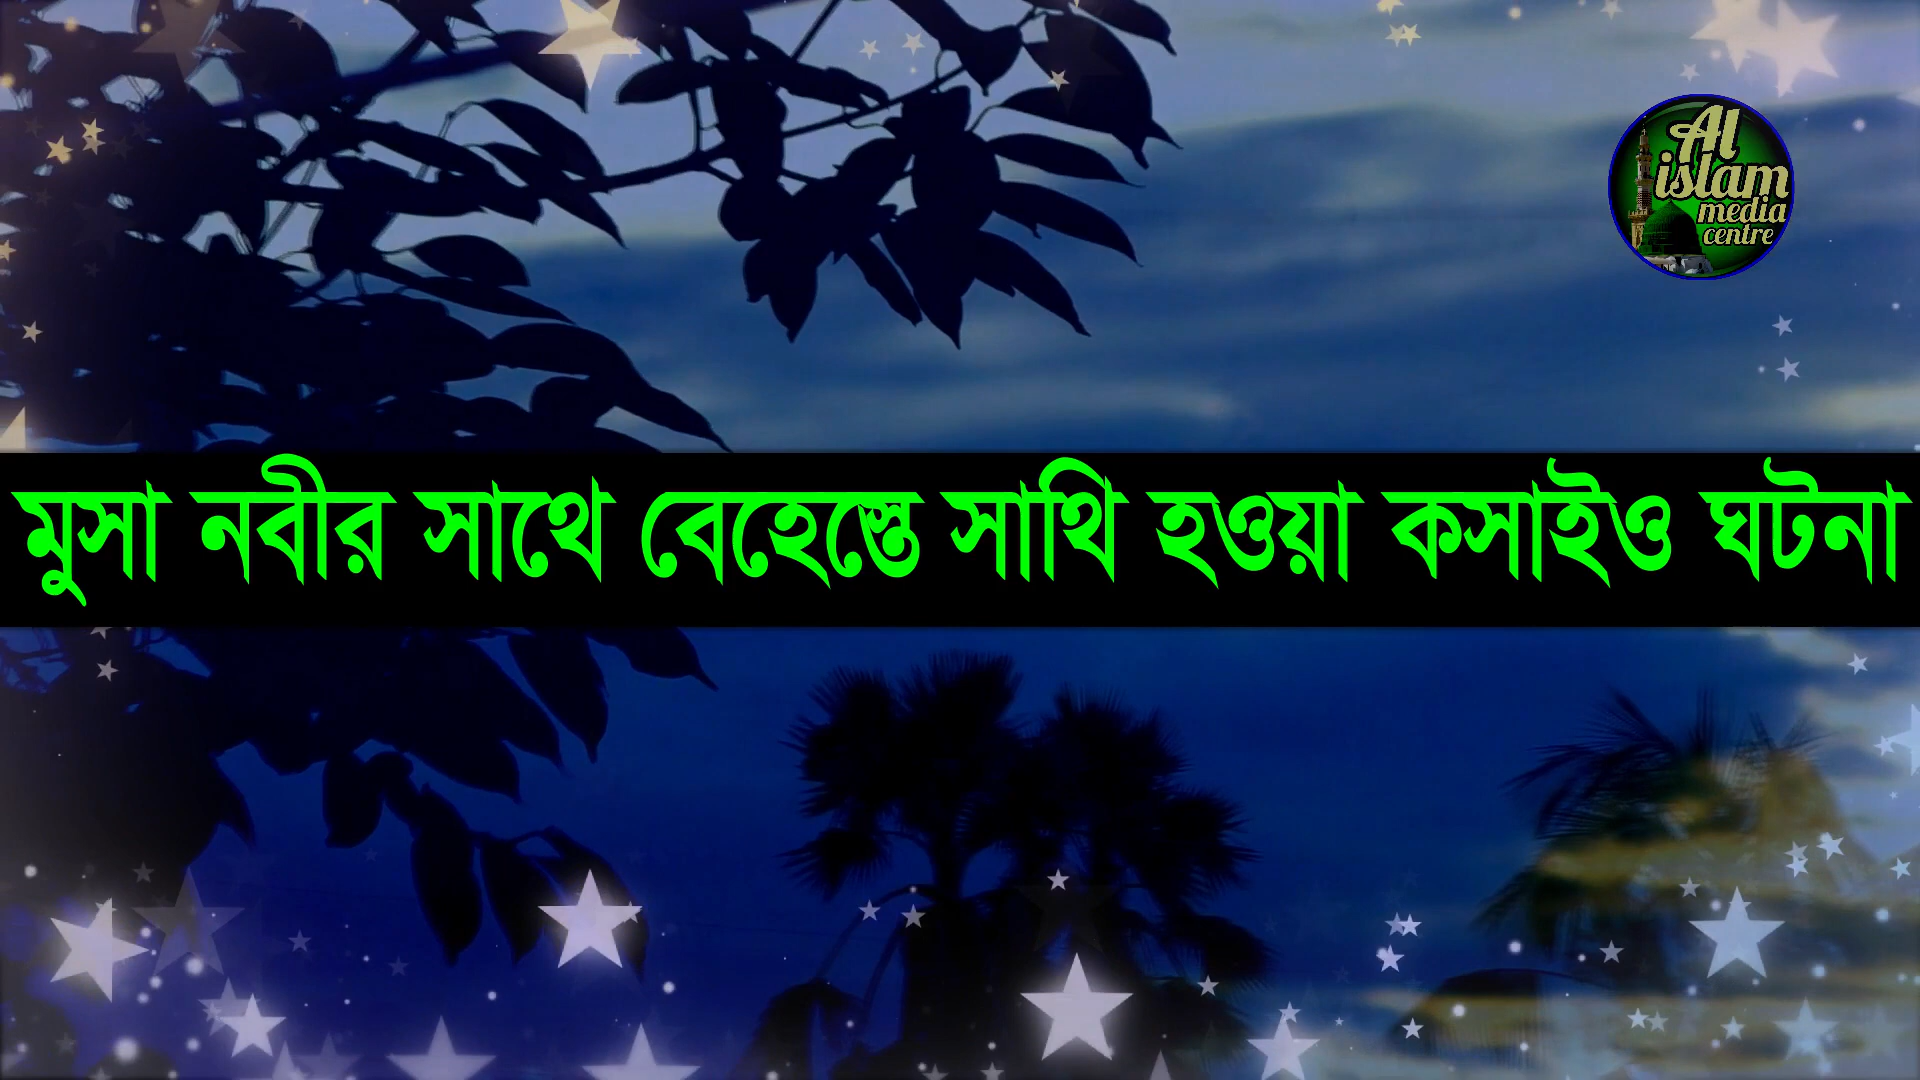 Al
islam
media
centre
মুসা নবীর সাথে বেহেস্তে সাথি হওয়া কসাইও ঘটনা